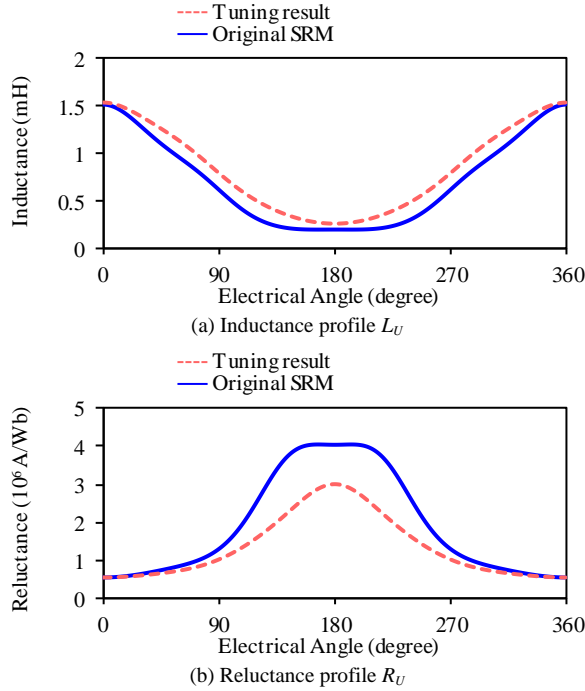 Tuning result
Original SRM
2
1.5
1
0.5
0
Inductance (mH)
0 90 180 270 360
Electrical Angle (degree)
(a) Inductance profile L_U
Tuning result
Original SRM
5
4
3
2
1
0
Reluctance (10⁶ A/Wb)
0 90 180 270 360
Electrical Angle (degree)
(b) Reluctance profile R_U